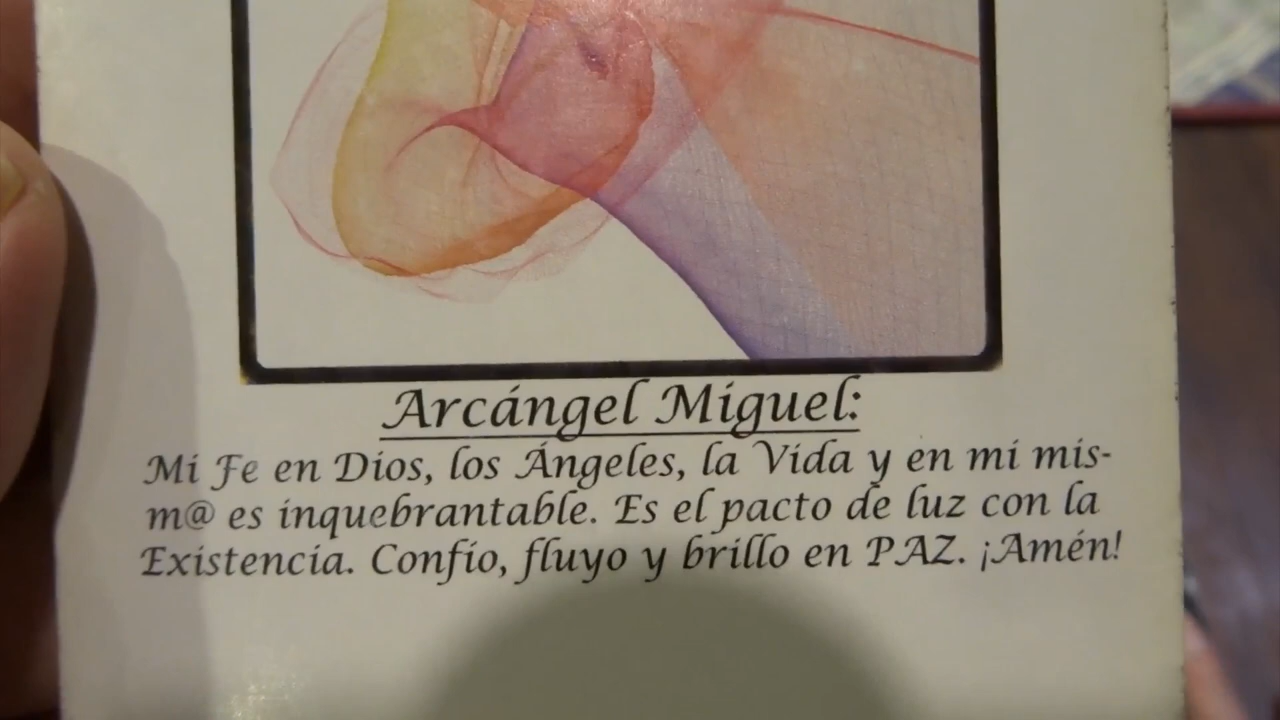 Arcángel Miguel:
Mi Fe en Dios, los Ángeles, la Vida y en mi mis-
m@ es inquebrantable. Es el pacto de luz con la
Existencia. Confío, fluyo y brillo en PAZ. ¡Amén!